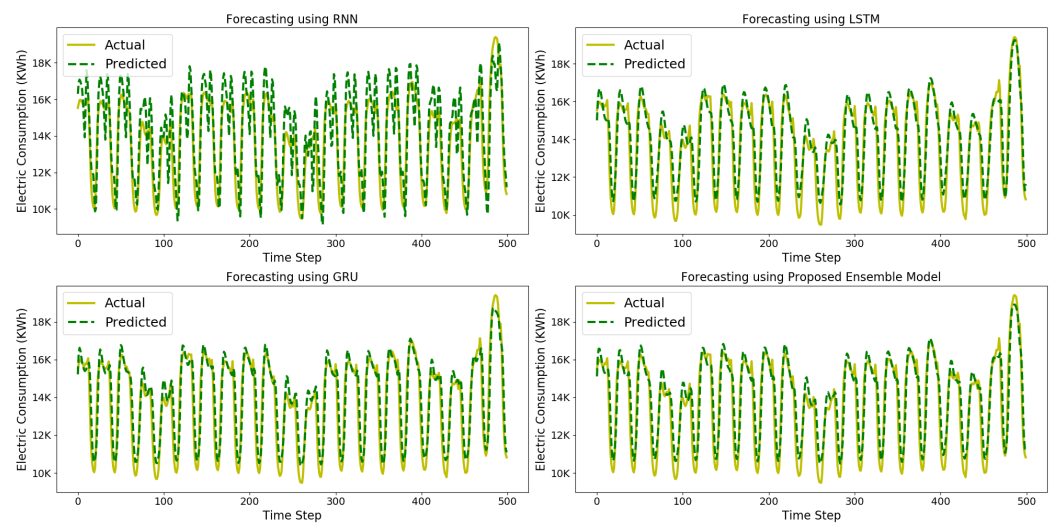 Forecasting using RNN
Actual
Predicted
Electric Consumption (KWh)
18K
16K
14K
12K
10K
0
100
200
300
400
500
Time Step
Forecasting using LSTM
Actual
Predicted
Electric Consumption (KWh)
18K
16K
14K
12K
10K
0
100
200
300
400
500
Time Step
Forecasting using GRU
Actual
Predicted
Electric Consumption (KWh)
18K
16K
14K
12K
10K
0
100
200
300
400
500
Time Step
Forecasting using Proposed Ensemble Model
Actual
Predicted
Electric Consumption (KWh)
18K
16K
14K
12K
10K
0
100
200
300
400
500
Time Step